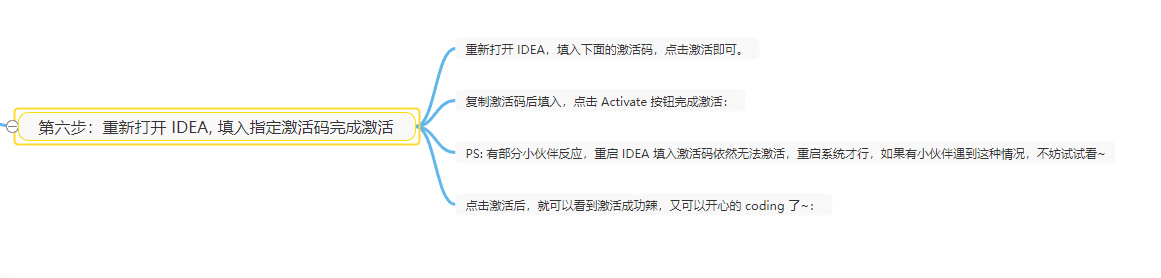 重新打开 IDEA，填入下面的激活码，点击激活即可。
复制激活码后填入，点击 Activate 按钮完成激活：
第六步：重新打开 IDEA, 填入指定激活码完成激活
PS: 有部分小伙伴反应，重启 IDEA 填入激活码依然无法激活，重启系统才行，如果有小伙伴遇到这种情况，不妨试试看~
点击激活后，就可以看到激活成功辣，又可以开心的 coding 了~：